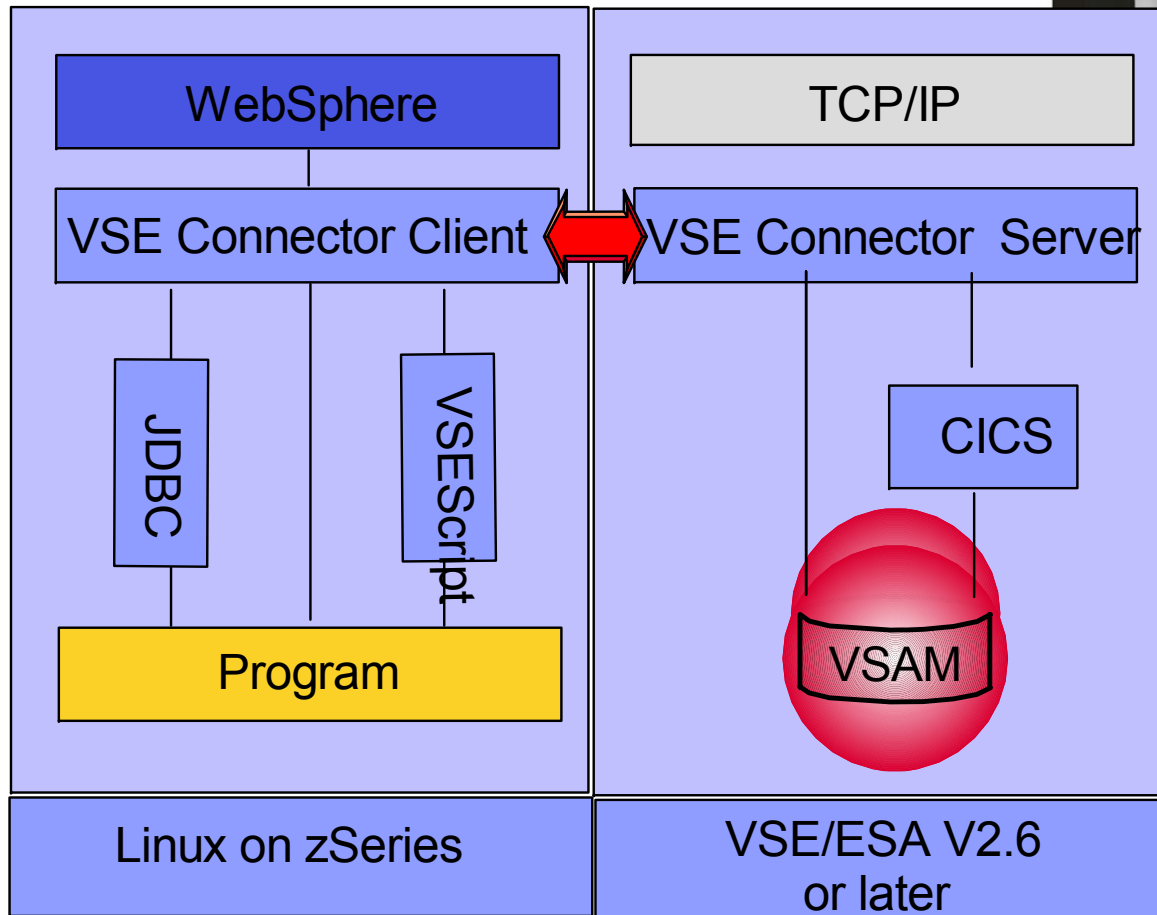 WebSphere
TCP/IP
VSE Connector Client
VSE Connector Server
JDBC
VSEScript
CICS
VSAM
Program
Linux on zSeries
VSE/ESA V2.6
or later